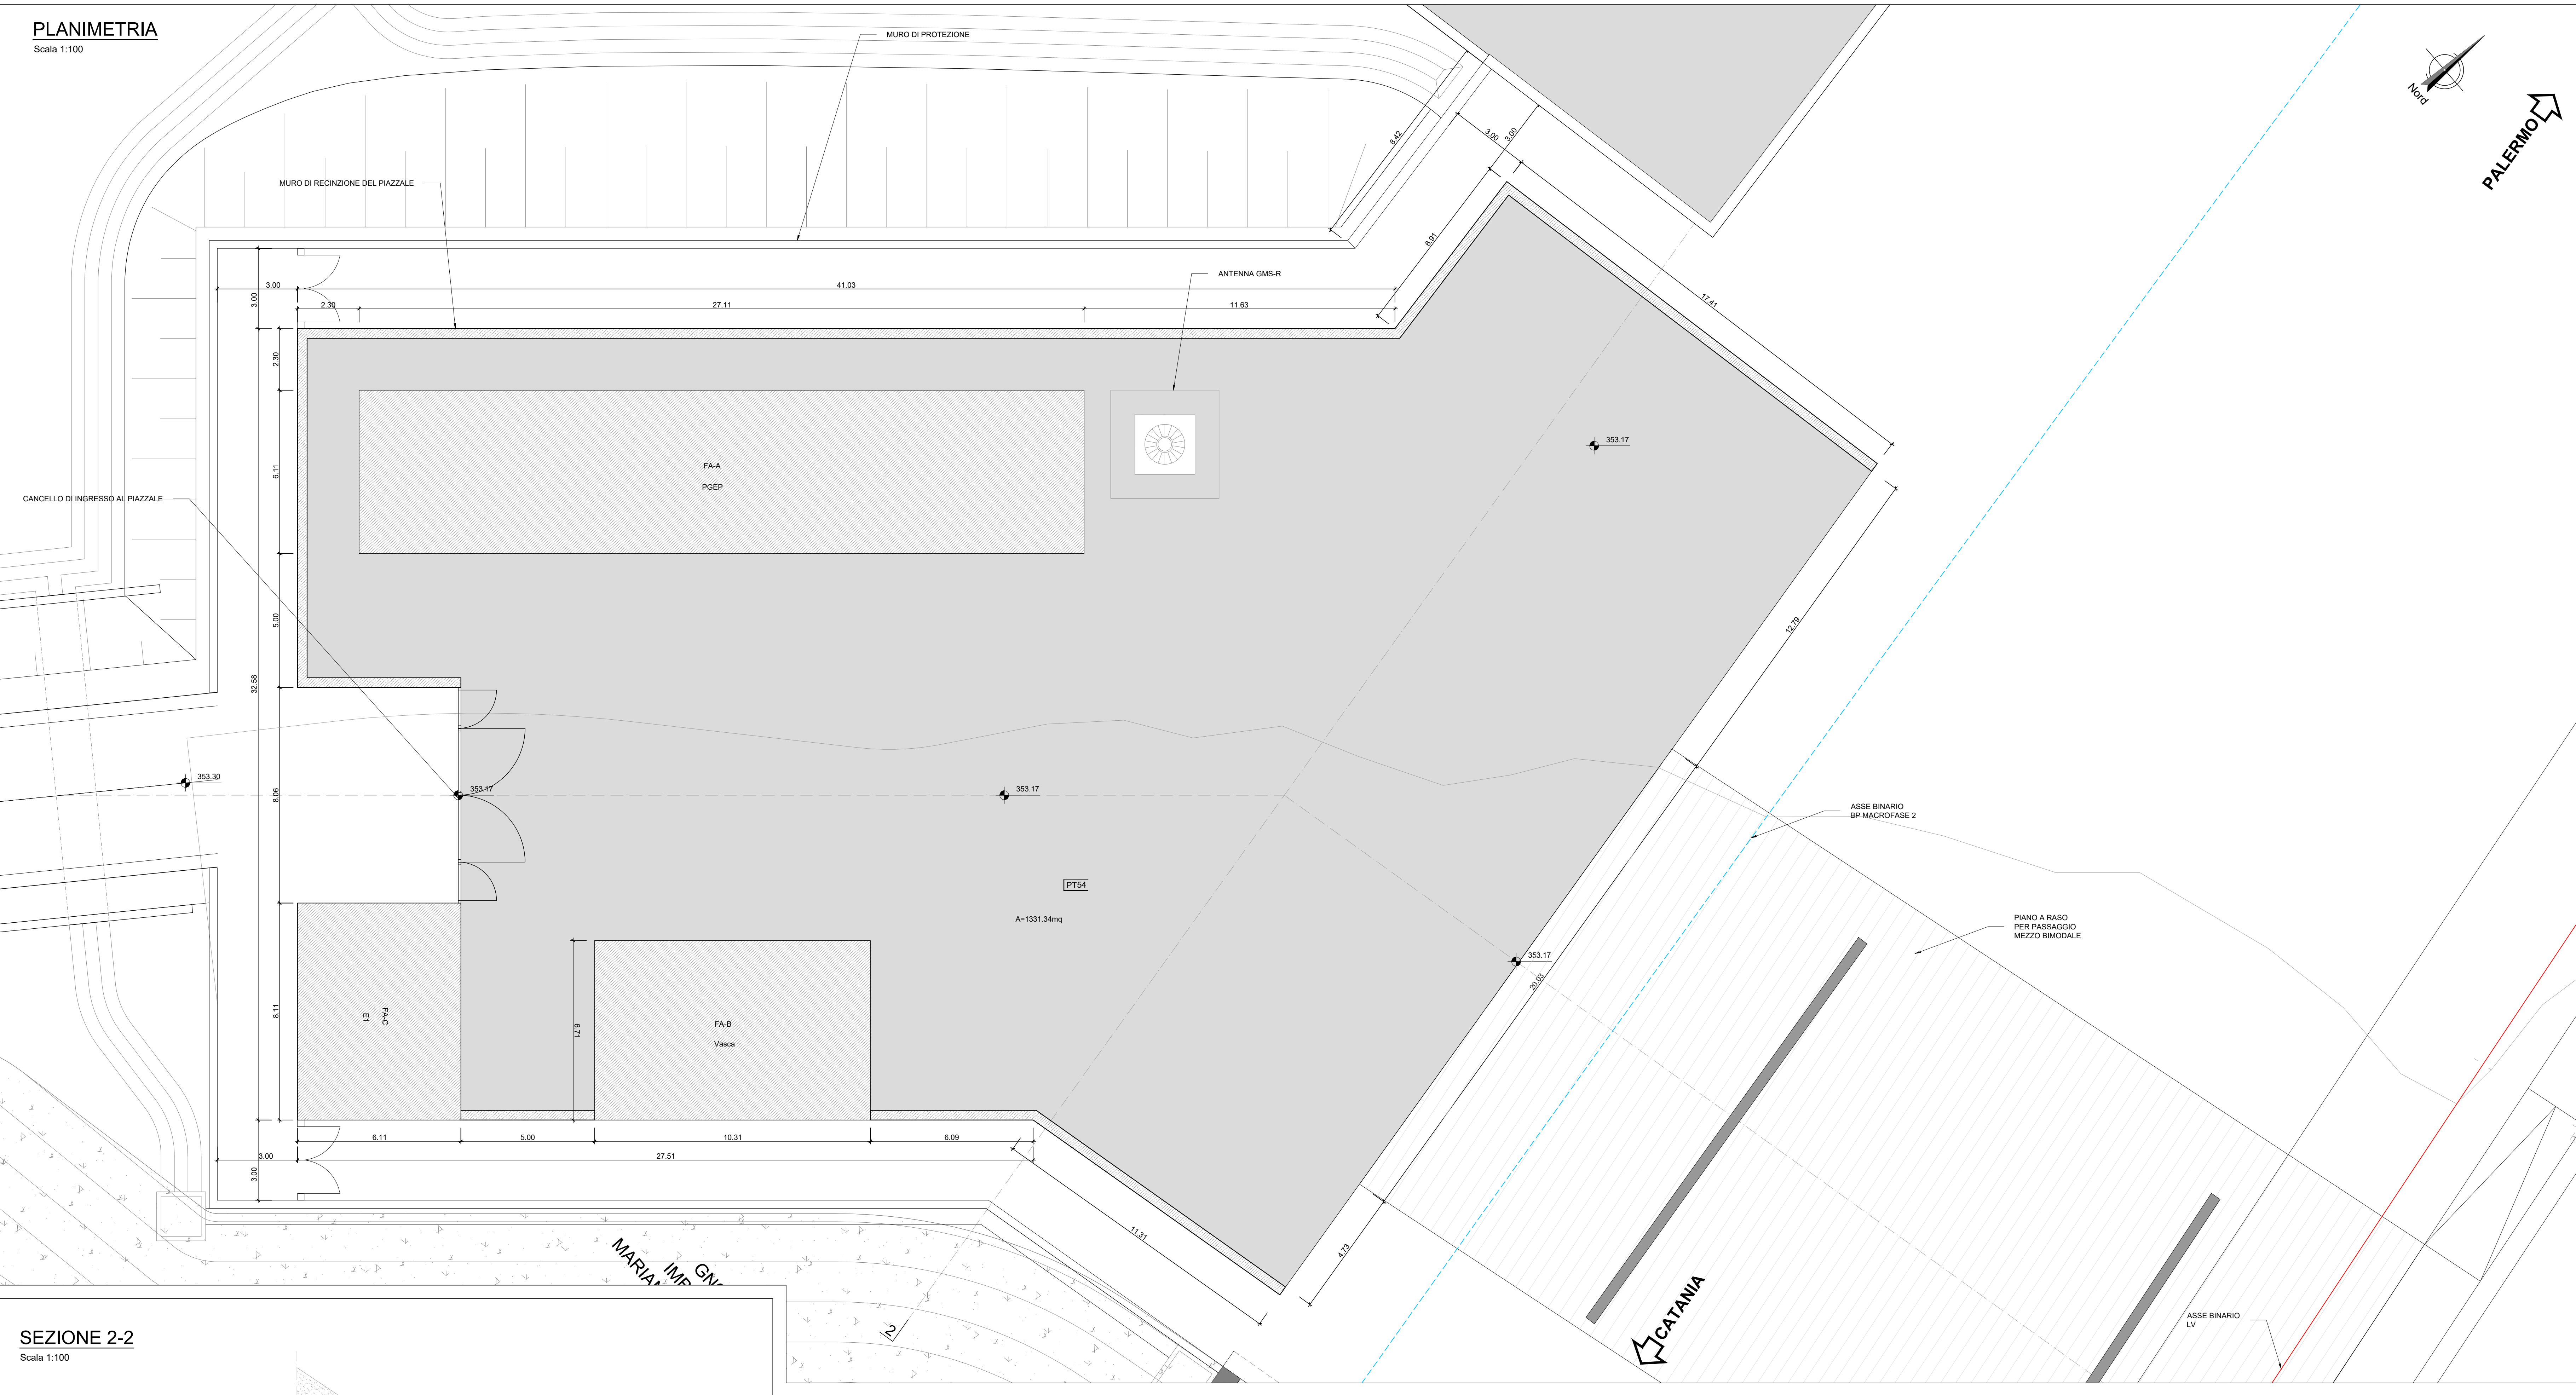 PLANIMETRIA
Scala 1:100
MURO DI PROTEZIONE
Nord
PALERMO
8.42
3.00
3.00
MURO DI RECINZIONE DEL PIAZZALE
6.91
ANTENNA GMS-R
3.00
41.03
3.00
2.30
27.11
11.63
17.41
2.30
353.17
FA-A
6.11
PGEP
CANCELLO DI INGRESSO AL PIAZZALE
5.00
12.79
32.58
353.30
353.17
353.17
8.06
ASSE BINARIO
BP MACROFASE 2
PT54
A=1331.34mq
PIANO A RASO
PER PASSAGGIO
MEZZO BIMODALE
353.17
20.03
8.11
FA-C
E1
6.71
FA-B
Vasca
6.11
5.00
10.31
6.09
3.00
27.51
3.00
11.31
4.73
CATANIA
2
ASSE BINARIO
LV
SEZIONE 2-2
Scala 1:100